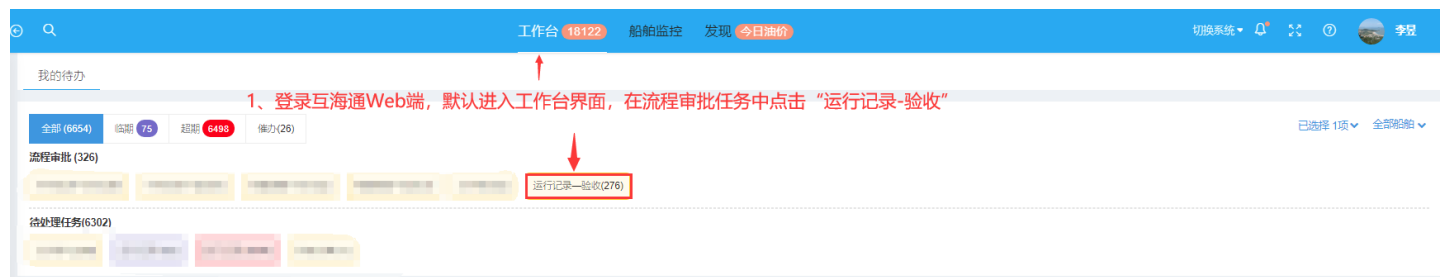 工作台 18122 船舶监控 发现 今日油价 切换系统 李昱
我的待办
1、登录互海通Web端，默认进入工作台界面，在流程审批任务中点击“运行记录-验收”
全部 (6654) 临期 75 超期 6498 催办(26) 已选择 1项 全部船舶
流程审批 (326)
运行记录—验收(276)
待处理任务(6302)